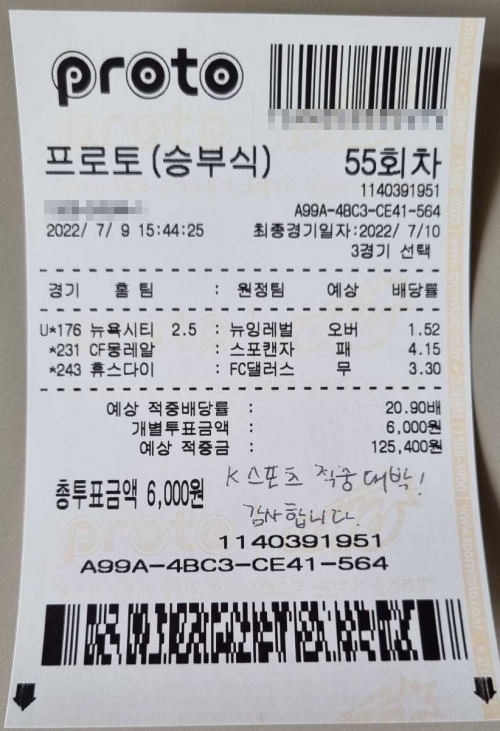 proto
프로토(승부식) 55회차
1140391951
A99A-4BC3-CE41-564
2022/ 7/ 9 15:44:25 최종경기일자:2022/ 7/10
3경기 선택
경기 홈 팀 : 원정팀 예상 배당률
U*176 뉴욕시티 2.5 : 뉴잉레벌 오버 1.52
*231 CF몽레알 : 스포캔자 패 4.15
*243 휴스다이 : FC댈러스 무 3.30
예상 적중배당률 : 20.90배
개별투표금액 : 6,000원
예상 적중금 : 125,400원
총투표금액 6,000원
K스포츠 적중 대박!
감사합니다.
1140391951
A99A-4BC3-CE41-564